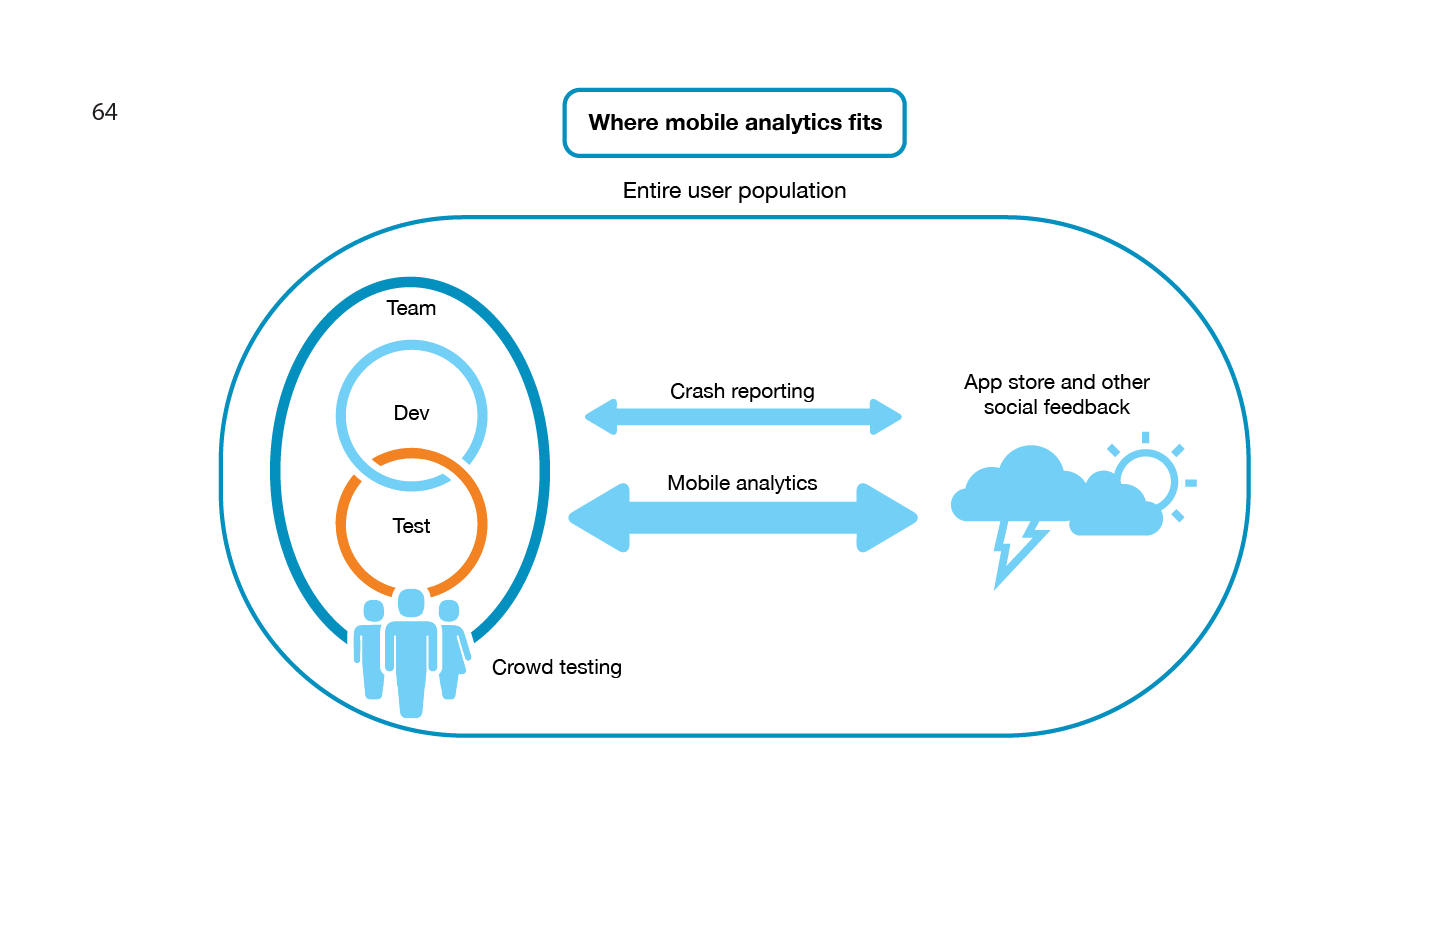 64
Where mobile analytics fits
Entire user population
Team
Dev
Test
Crowd testing
Crash reporting
Mobile analytics
App store and other
social feedback